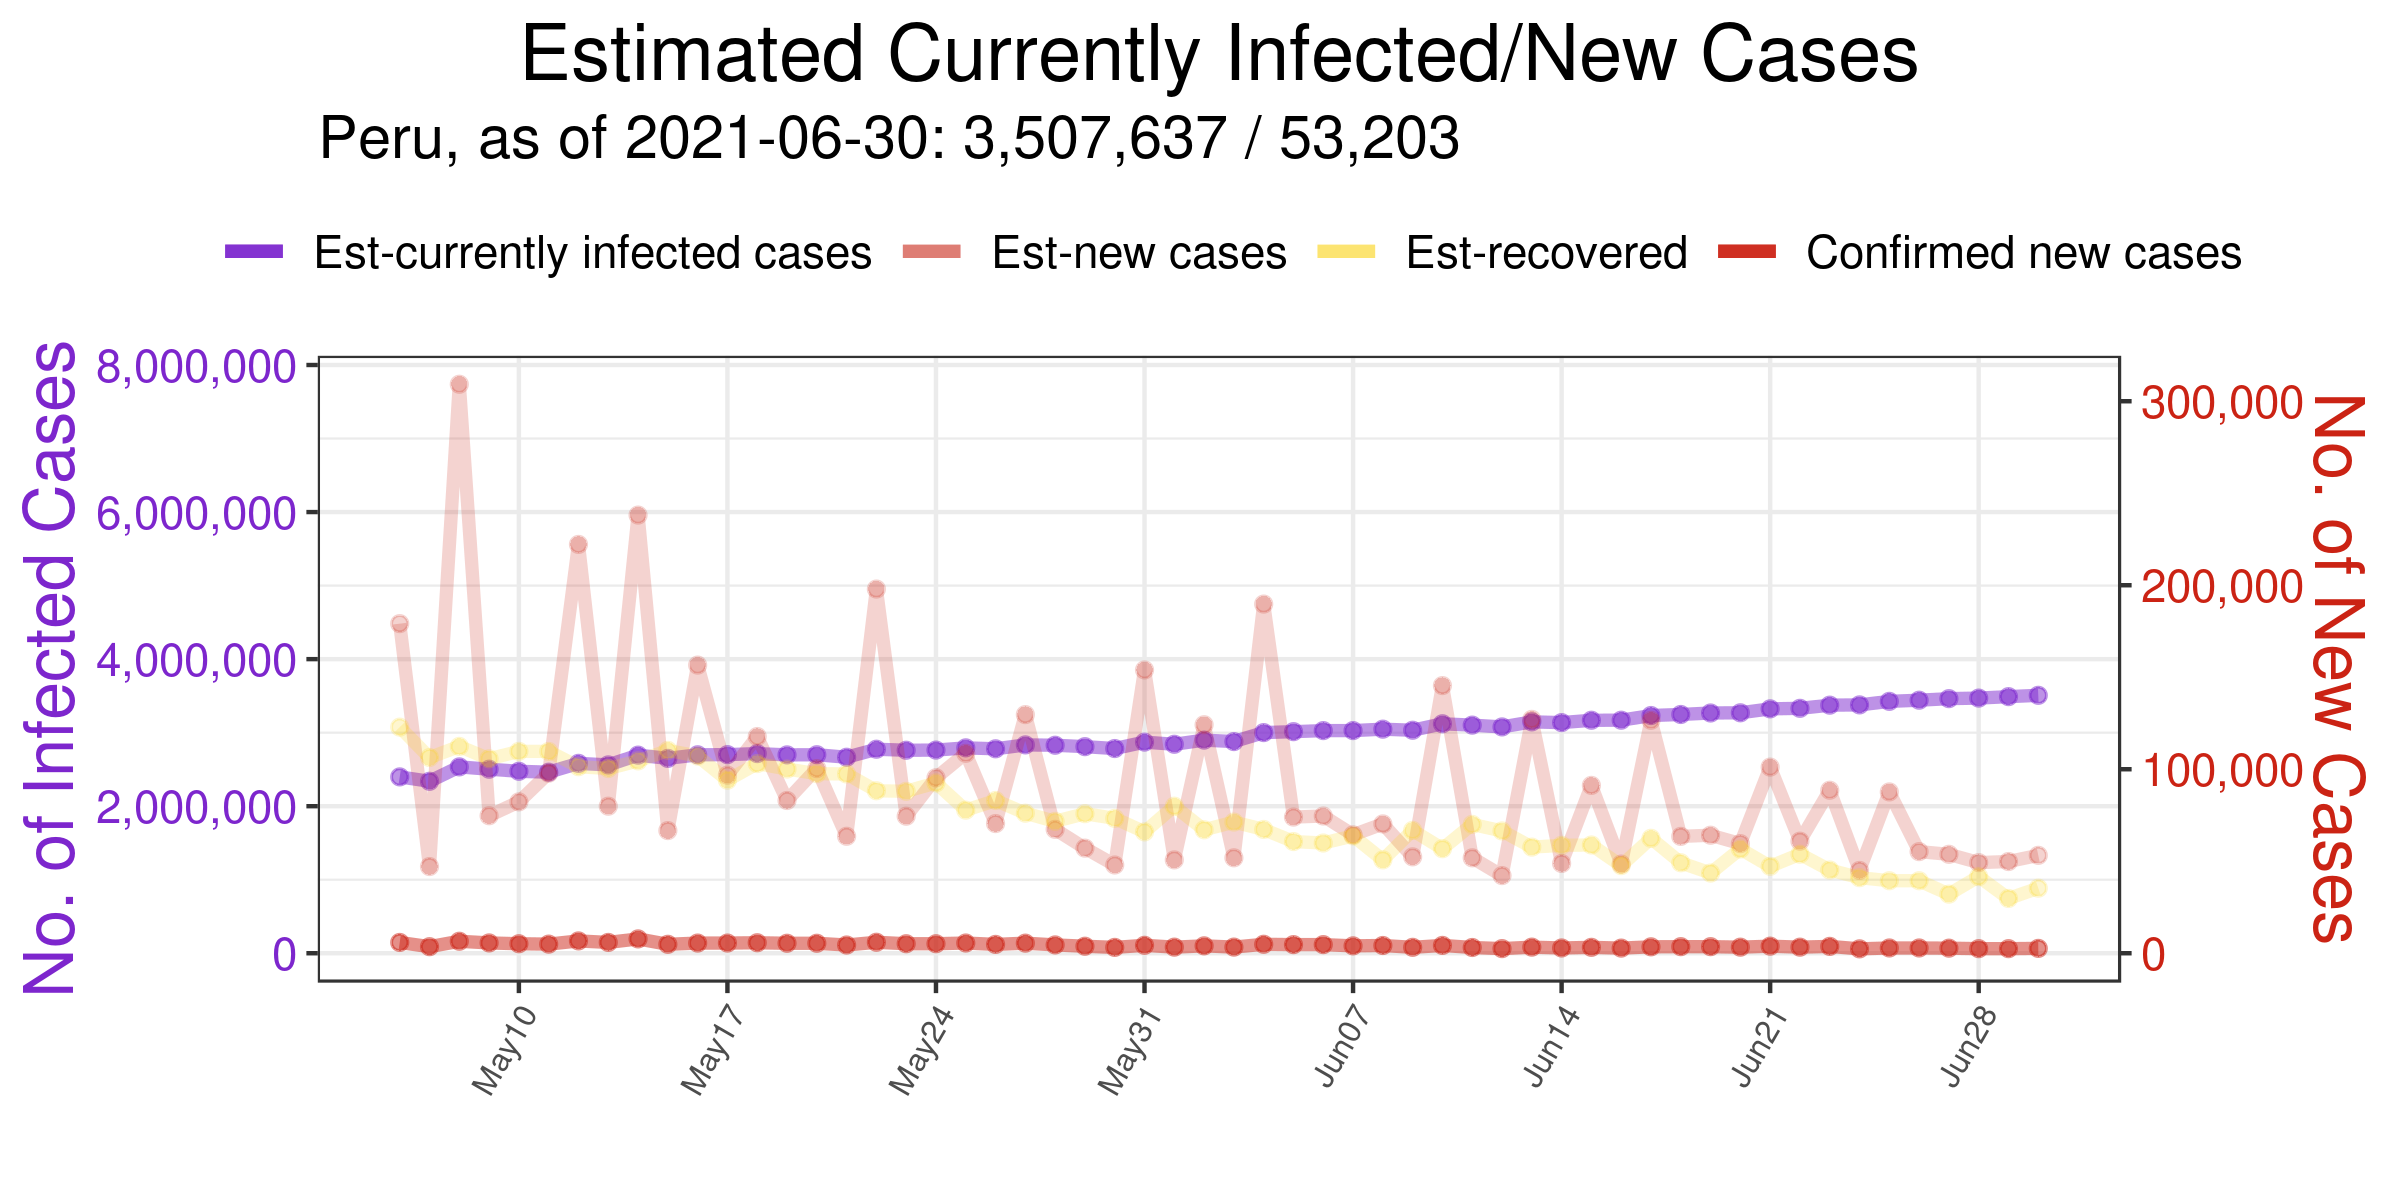 Estimated Currently Infected/New Cases
Peru, as of 2021-06-30: 3,507,637 / 53,203
Est-currently infected cases Est-new cases Est-recovered Confirmed new cases
No. of Infected Cases
8,000,000
6,000,000
4,000,000
2,000,000
0
300,000
200,000
100,000
0
No. of New Cases
May10 May17 May24 May31 Jun07 Jun14 Jun21 Jun28